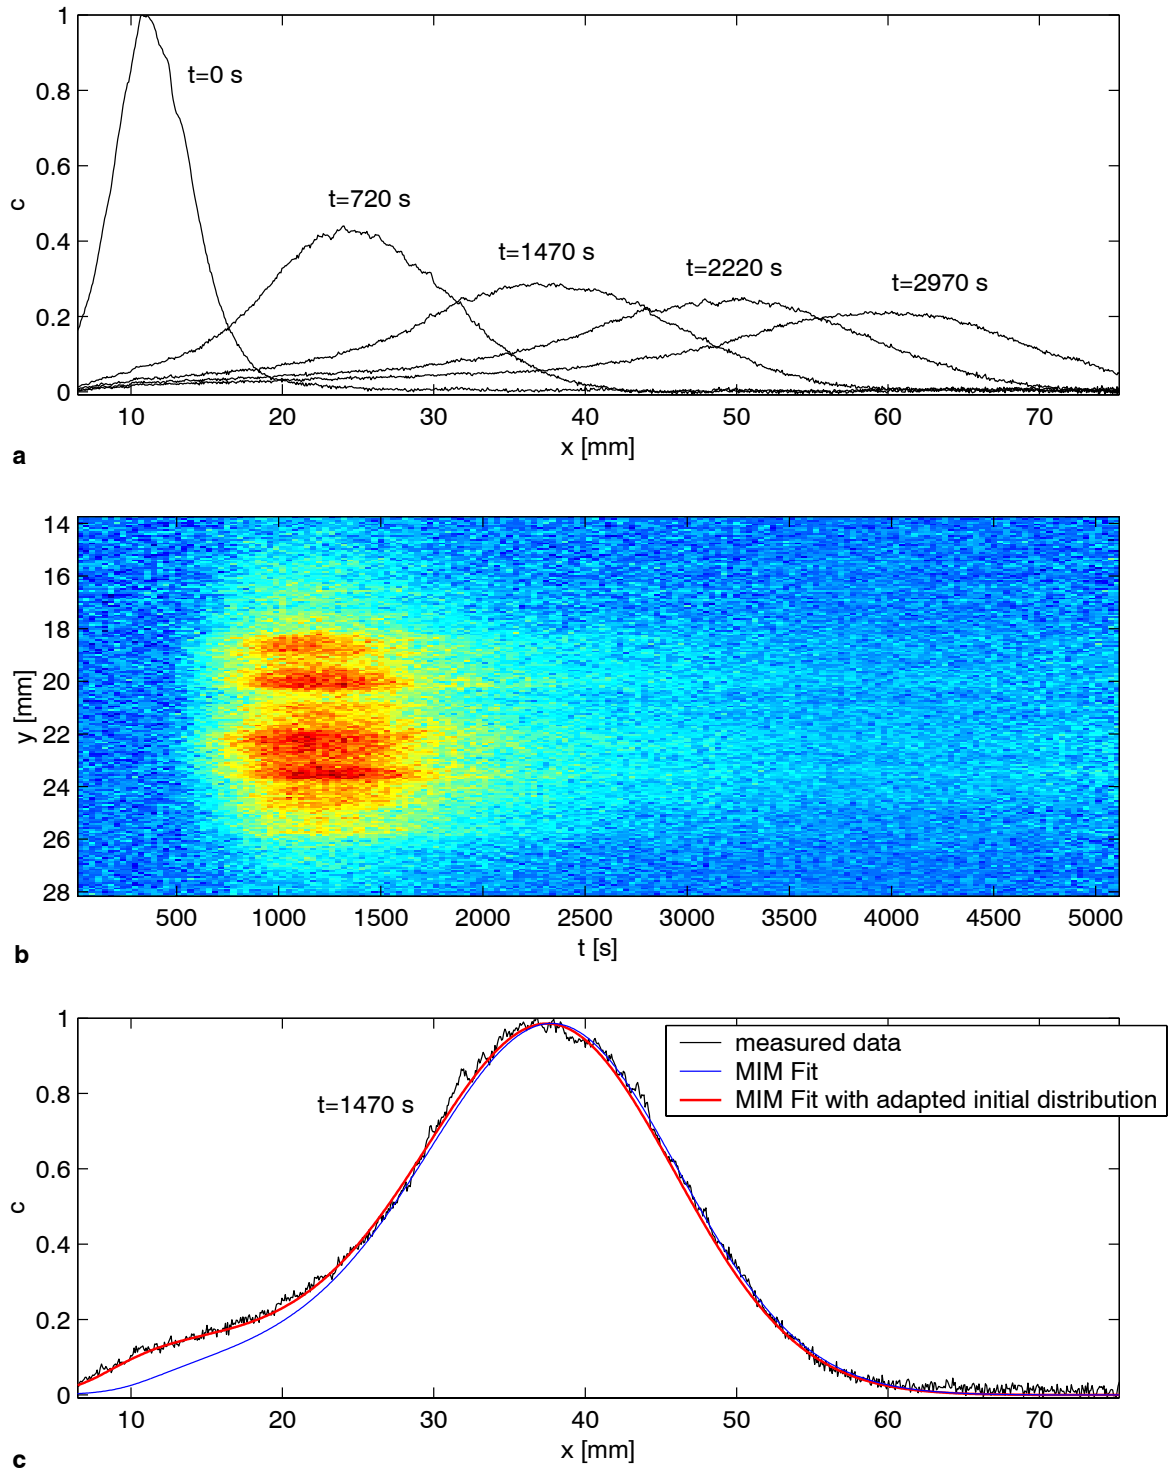 1
0.8
0.6
0.4
0.2
0
c
t=0 s
t=720 s
t=1470 s
t=2220 s
t=2970 s
10 20 30 40 50 60 70
x [mm]
a
14
16
18
20
22
24
26
28
y [mm]
500 1000 1500 2000 2500 3000 3500 4000 4500 5000
t [s]
b
1
0.8
0.6
0.4
0.2
0
c
t=1470 s
measured data
MIM Fit
MIM Fit with adapted initial distribution
10 20 30 40 50 60 70
x [mm]
c